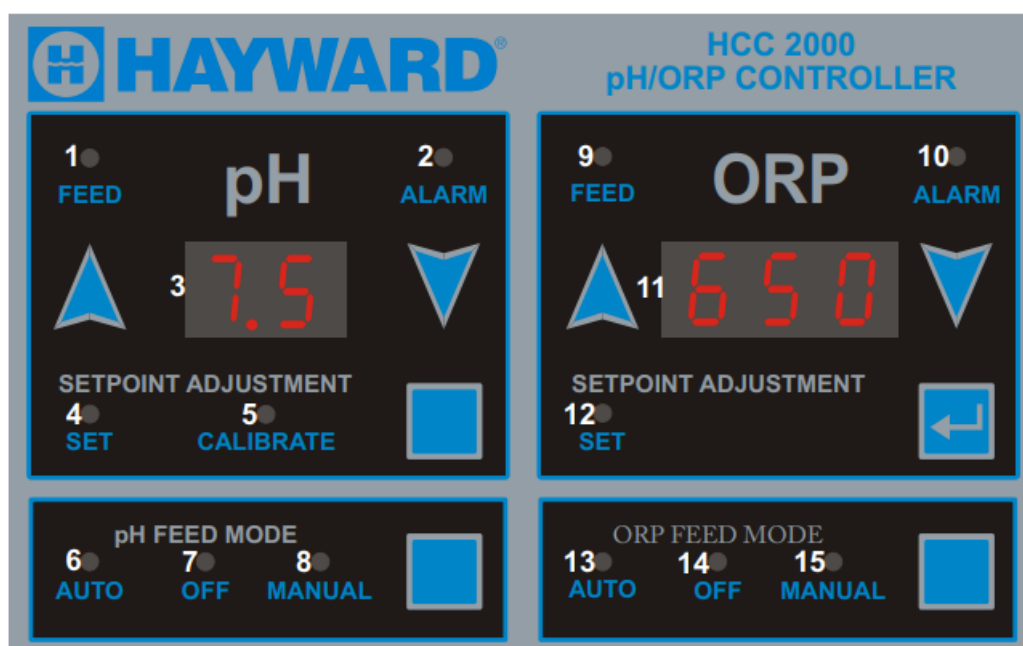 HAYWARD®
HCC 2000
pH/ORP CONTROLLER
1
FEED
pH
2
ALARM
3
7.5
SETPOINT ADJUSTMENT
4
SET
5
CALIBRATE
9
FEED
ORP
10
ALARM
11
650
SETPOINT ADJUSTMENT
12
SET
pH FEED MODE
6 7 8
AUTO OFF MANUAL
ORP FEED MODE
13 14 15
AUTO OFF MANUAL